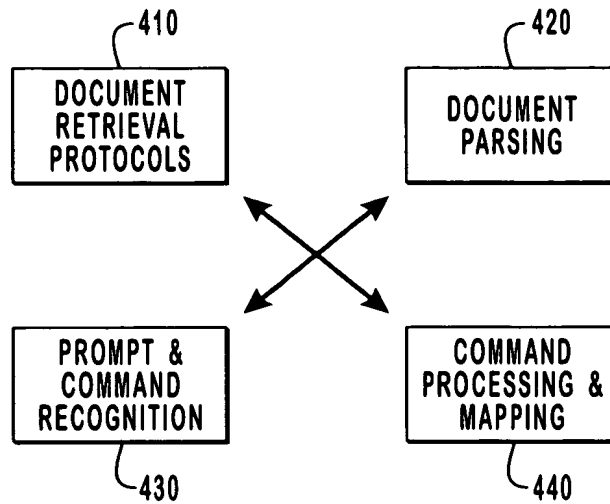 410
420
DOCUMENT
RETRIEVAL
PROTOCOLS
DOCUMENT
PARSING
PROMPT &
COMMAND
RECOGNITION
COMMAND
PROCESSING &
MAPPING
430
440